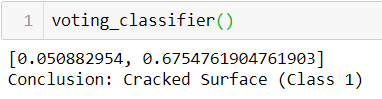 1 voting_classifier()
[0.050882954, 0.6754761904761903]
Conclusion: Cracked Surface (Class 1)